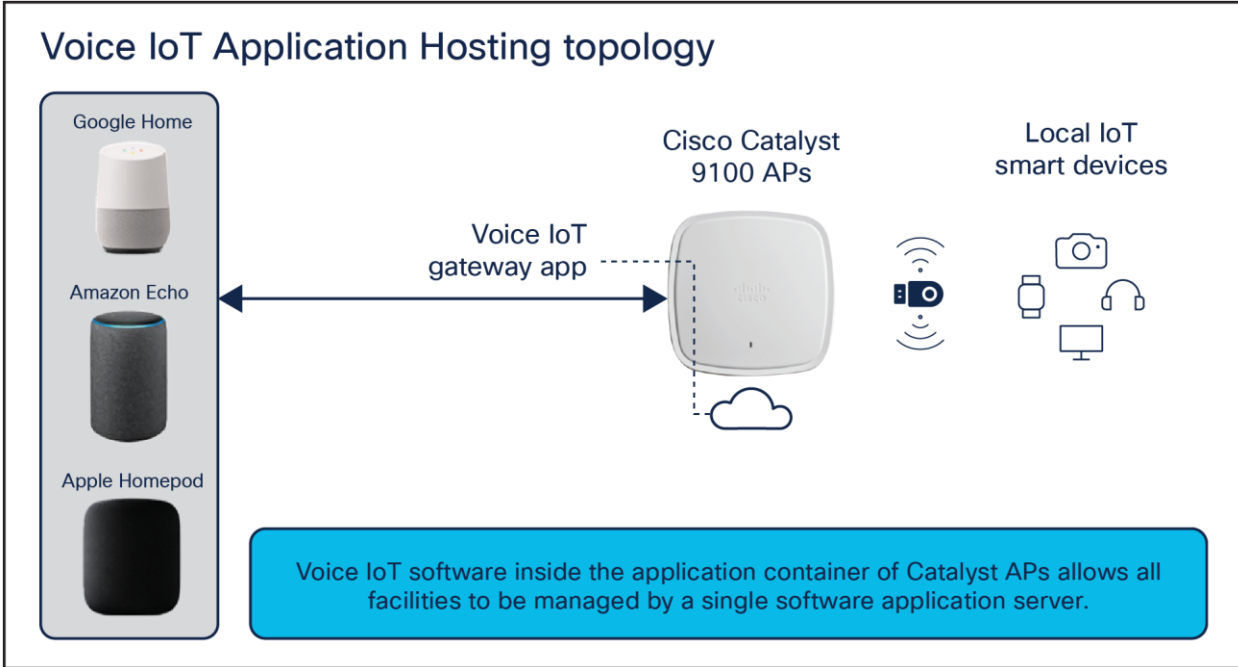 Voice IoT Application Hosting topology
Google Home
Amazon Echo
Apple Homepod
Voice IoT
gateway app
Cisco Catalyst
9100 APs
cisco
Local IoT
smart devices
Voice IoT software inside the application container of Catalyst APs allows all
facilities to be managed by a single software application server.